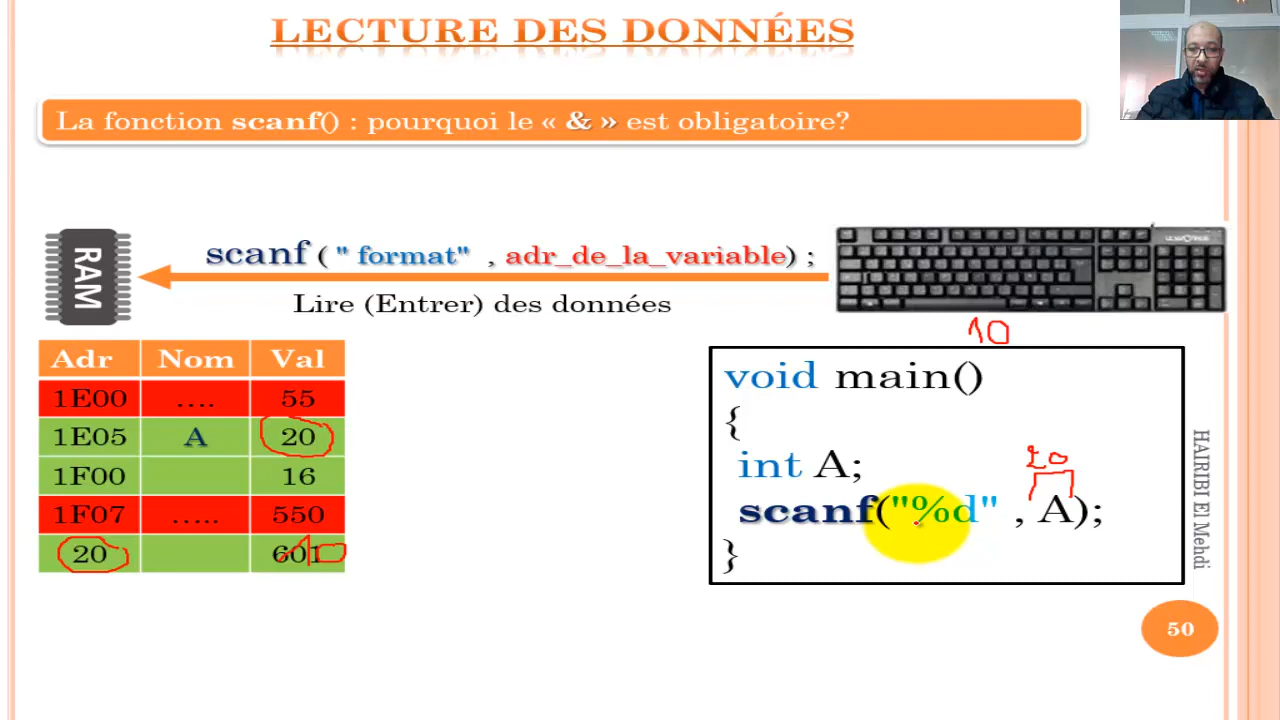 LECTURE DES DONNÉES
La fonction scanf() : pourquoi le « & » est obligatoire?
RAM
scanf ( " format" , adr_de_la_variable) ;
Lire (Entrer) des données
10
Adr Nom Val
1E00 .... 55
1E05 A 20
1F00 16
1F07 ..... 550
20 601 10
void main()
{
int A;
20
scanf("%d" , A);
}
HAIRIBI El Mehdi
50